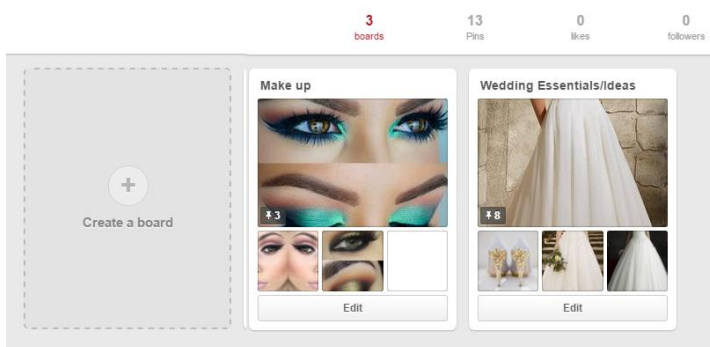 3 13 0 0
boards Pins likes followers
Make up
Wedding Essentials/Ideas
+
Create a board
3
8
Edit
Edit